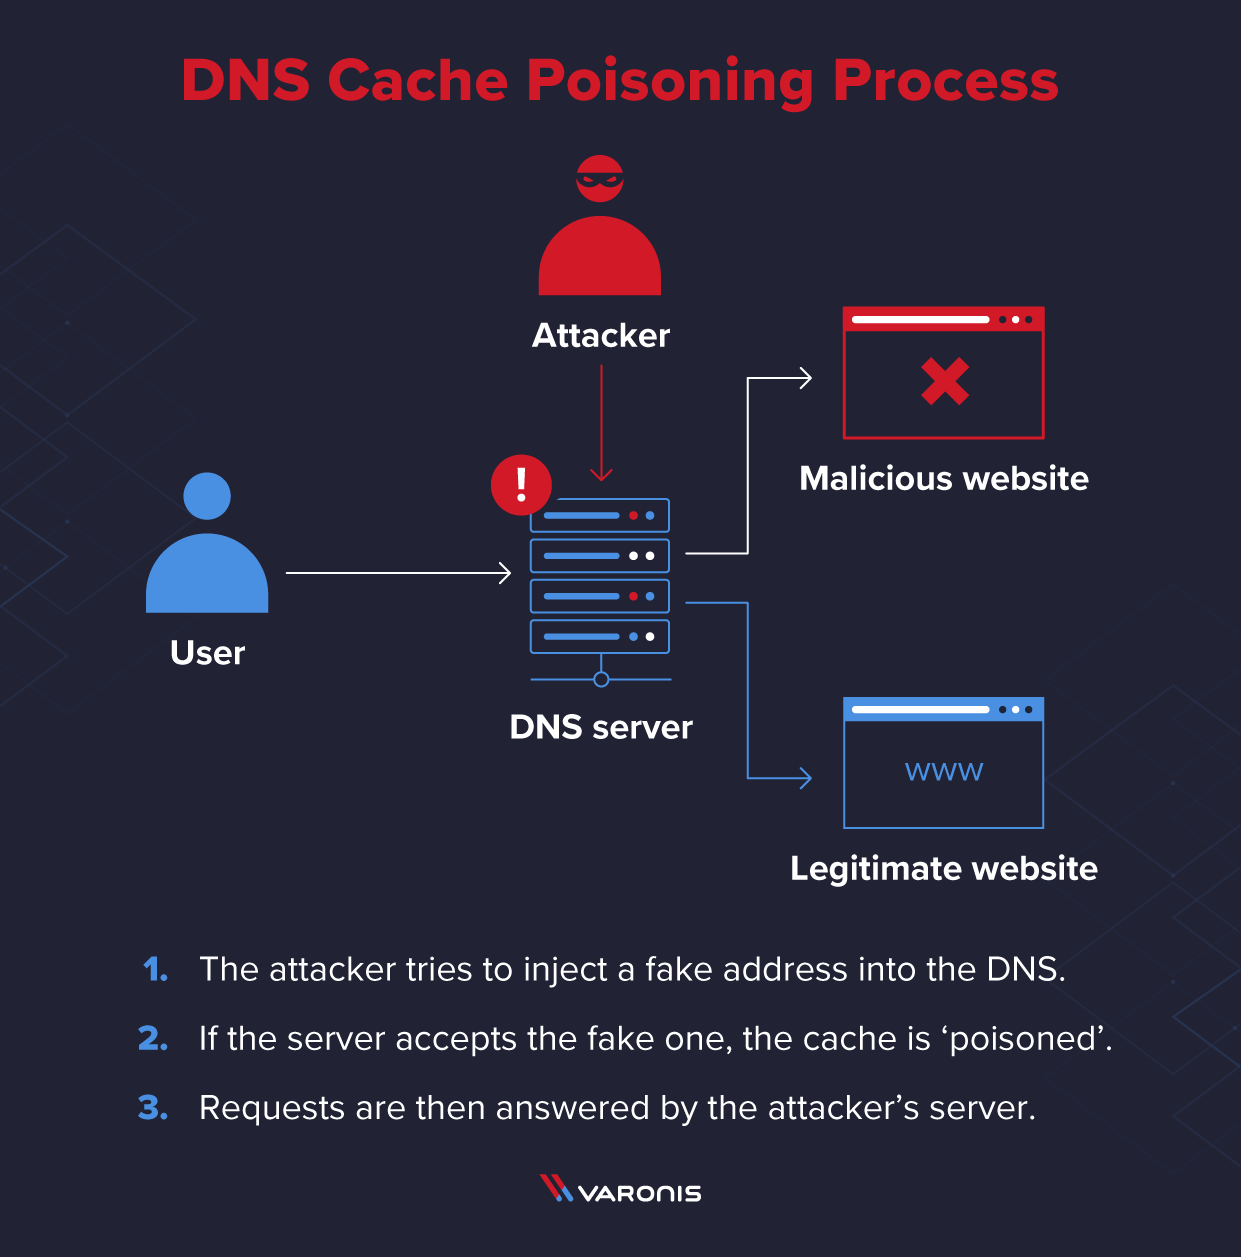 DNS Cache Poisoning Process
Attacker
Malicious website
!
User
DNS server
www
Legitimate website
1. The attacker tries to inject a fake address into the DNS.
2. If the server accepts the fake one, the cache is ‘poisoned’.
3. Requests are then answered by the attacker’s server.
VARONIS